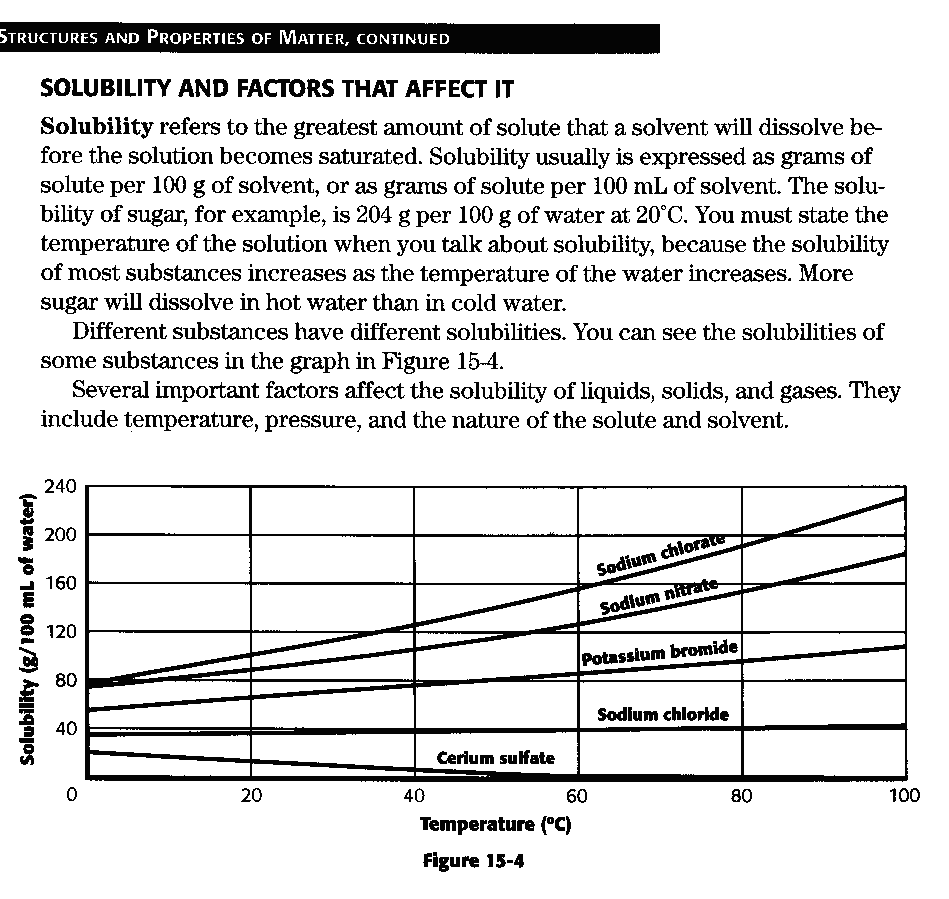 STRUCTURES AND PROPERTIES OF MATTER, CONTINUED
SOLUBILITY AND FACTORS THAT AFFECT IT
Solubility refers to the greatest amount of solute that a solvent will dissolve be-
fore the solution becomes saturated. Solubility usually is expressed as grams of
solute per 100 g of solvent, or as grams of solute per 100 mL of solvent. The solu-
bility of sugar, for example, is 204 g per 100 g of water at 20°C. You must state the
temperature of the solution when you talk about solubility, because the solubility
of most substances increases as the temperature of the water increases. More
sugar will dissolve in hot water than in cold water.
Different substances have different solubilities. You can see the solubilities of
some substances in the graph in Figure 15-4.
Several important factors affect the solubility of liquids, solids, and gases. They
include temperature, pressure, and the nature of the solute and solvent.
Solubility (g/100 mL of water)
240
200
160
120
80
40
Sodium chlorate
Sodium nitrate
Potassium bromide
Sodium chloride
Cerium sulfate
0 20 40 60 80 100
Temperature (°C)
Figure 15-4